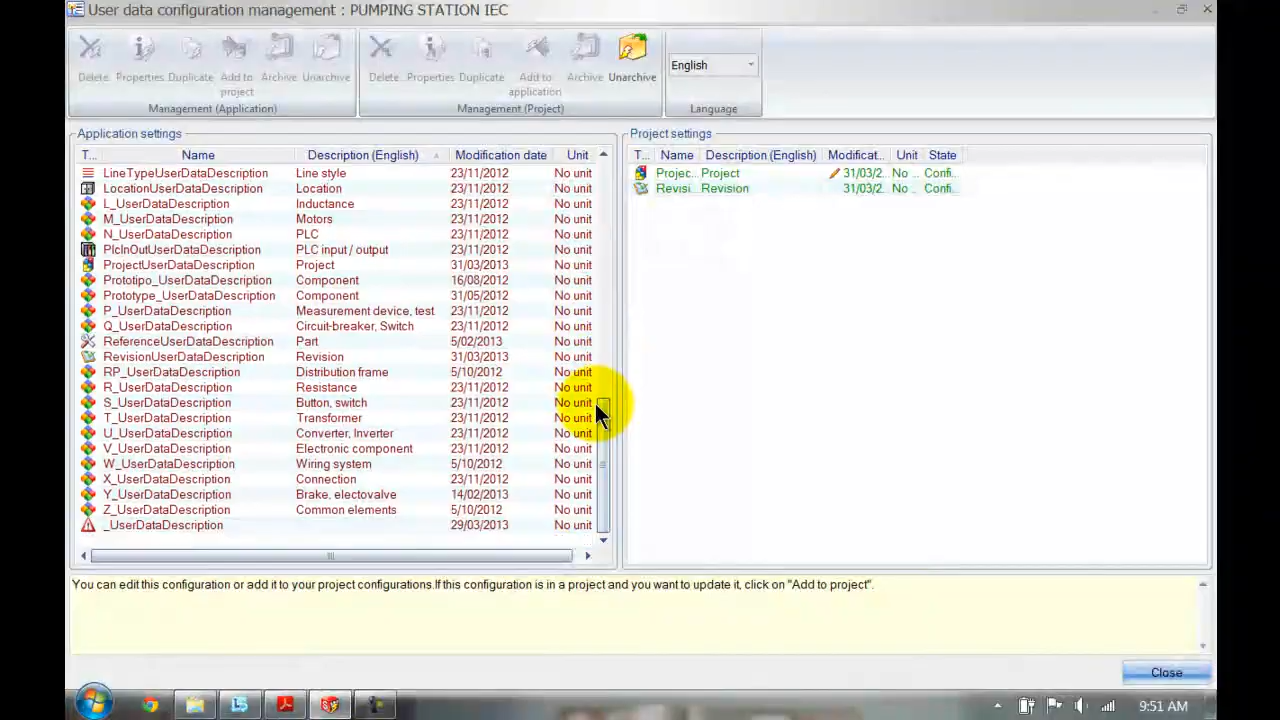 User data configuration management : PUMPING STATION IEC
Delete Properties Duplicate Add to project Archive Unarchive
Management (Application)
Delete Properties Duplicate Add to application Archive Unarchive
Management (Project)
English
Language
Application settings
T... Name Description (English) Modification date Unit
LineTypeUserDataDescription Line style 23/11/2012 No unit
LocationUserDataDescription Location 23/11/2012 No unit
L_UserDataDescription Inductance 23/11/2012 No unit
M_UserDataDescription Motors 23/11/2012 No unit
N_UserDataDescription PLC 23/11/2012 No unit
PlcInOutUserDataDescription PLC input / output 23/11/2012 No unit
ProjectUserDataDescription Project 31/03/2013 No unit
Prototipo_UserDataDescription Component 16/08/2012 No unit
Prototype_UserDataDescription Component 31/05/2012 No unit
P_UserDataDescription Measurement device, test 23/11/2012 No unit
Q_UserDataDescription Circuit-breaker, Switch 23/11/2012 No unit
ReferenceUserDataDescription Part 5/02/2013 No unit
RevisionUserDataDescription Revision 31/03/2013 No unit
RP_UserDataDescription Distribution frame 5/10/2012 No unit
R_UserDataDescription Resistance 23/11/2012 No unit
S_UserDataDescription Button, switch 23/11/2012 No unit
T_UserDataDescription Transformer 23/11/2012 No unit
U_UserDataDescription Converter, Inverter 23/11/2012 No unit
V_UserDataDescription Electronic component 23/11/2012 No unit
W_UserDataDescription Wiring system 5/10/2012 No unit
X_UserDataDescription Connection 23/11/2012 No unit
Y_UserDataDescription Brake, electovalve 14/02/2013 No unit
Z_UserDataDescription Common elements 5/10/2012 No unit
_UserDataDescription 29/03/2013 No unit
Project settings
T... Name Description (English) Modificat... Unit State
Projec... Project 31/03/2... No ... Confi...
Revisi... Revision 31/03/2... No ... Confi...
You can edit this configuration or add it to your project configurations.If this configuration is in a project and you want to update it, click on "Add to project".
Close
9:51 AM